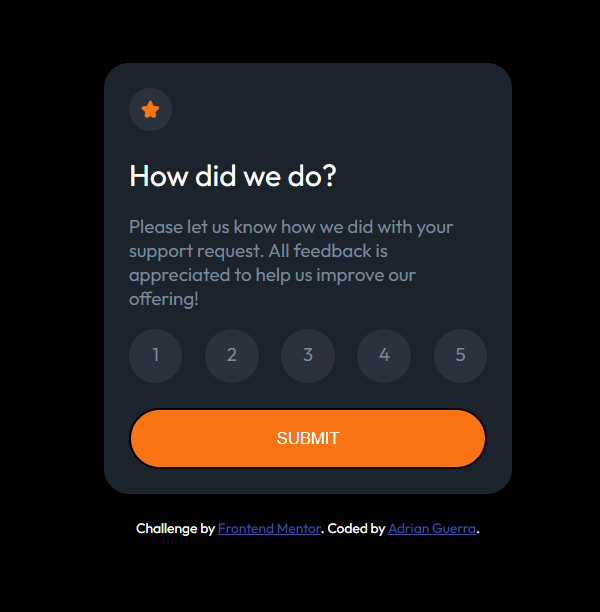 How did we do?
Please let us know how we did with your
support request. All feedback is
appreciated to help us improve our
offering!
1 2 3 4 5
SUBMIT
Challenge by Frontend Mentor. Coded by Adrian Guerra.